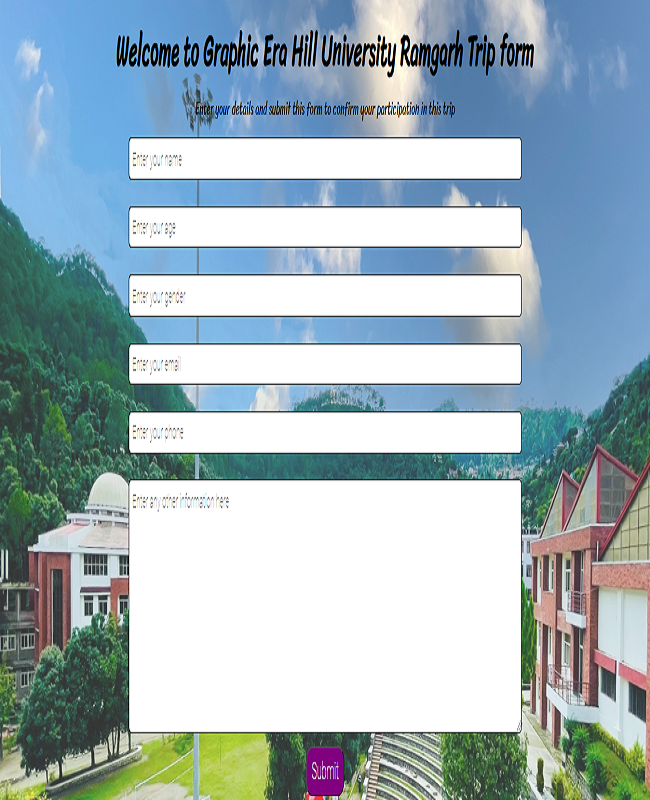 Welcome to Graphic Era Hill University Ramgarh Trip form
Enter your details and submit this form to confirm your participation in this trip
Enter your name
Enter your age
Enter your gender
Enter your email
Enter your phone
Enter any other information here
Submit